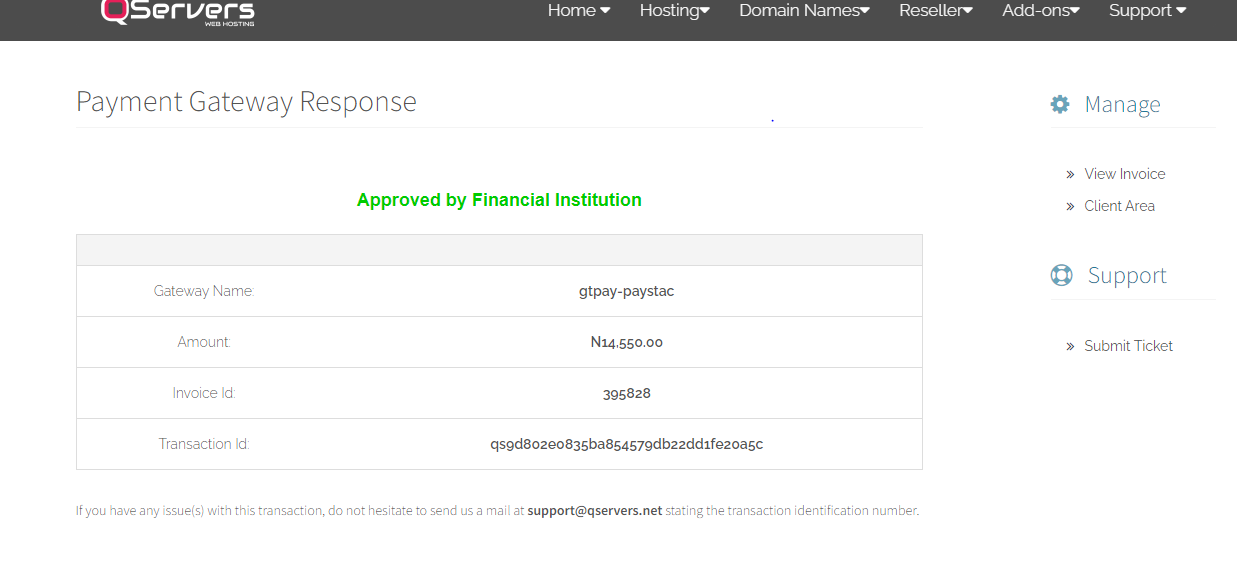 QServers
WEB HOSTING
Home Hosting Domain Names Reseller Add-ons Support
Payment Gateway Response
Approved by Financial Institution
Gateway Name: gtpay-paystac
Amount: N14,550.00
Invoice Id: 395828
Transaction Id: qs9d802e0835ba854579db22dd1fe20a5c
If you have any issue(s) with this transaction, do not hesitate to send us a mail at support@qservers.net stating the transaction identification number.
Manage
» View Invoice
» Client Area
Support
» Submit Ticket